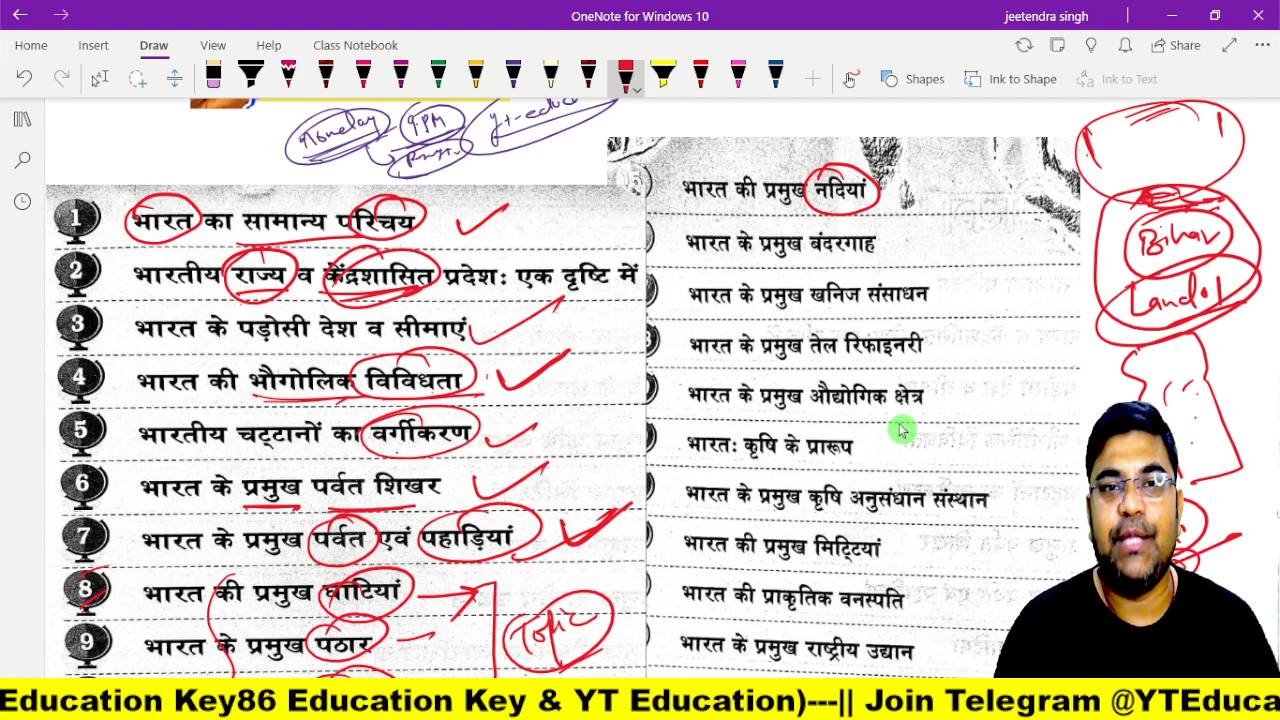 OneNote for Windows 10
jeetendra singh
Home Insert Draw View Help Class Notebook
Share
Shapes Ink to Shape Ink to Text
Monday 9:PM
1 भारत का सामान्य परिचय
2 भारतीय राज्य व केंद्रशासित प्रदेशः एक दृष्टि में
3 भारत के पड़ोसी देश व सीमाएं
4 भारत की भौगोलिक विविधता
5 भारतीय चट्टानों का वर्गीकरण
6 भारत के प्रमुख पर्वत शिखर
7 भारत के प्रमुख पर्वत एवं पहाड़ियां
8 भारत की प्रमुख घाटियां
9 भारत के प्रमुख पठार
Topic
भारत की प्रमुख नदियां
भारत के प्रमुख बंदरगाह
भारत के प्रमुख खनिज संसाधन
भारत के प्रमुख तेल रिफाइनरी
भारत के प्रमुख औद्योगिक क्षेत्र
भारतः कृषि के प्रारूप
भारत के प्रमुख कृषि अनुसंधान संस्थान
भारत की प्रमुख मिट्टियां
भारत की प्राकृतिक वनस्पति
भारत के प्रमुख राष्ट्रीय उद्यान
Bihar
Education Key86 Education Key & YT Education)---|| Join Telegram @YTEduca